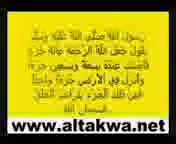 رسول الله صلى الله عليه وسلم
يقول جعل الله الرحمة مائة جزء
فأمسك عنده تسعة وتسعين جزءا
وأنزل في الأرض جزءا واحدا
فمن ذلك الجزء يتراحم الخلق
www.altakwa.net